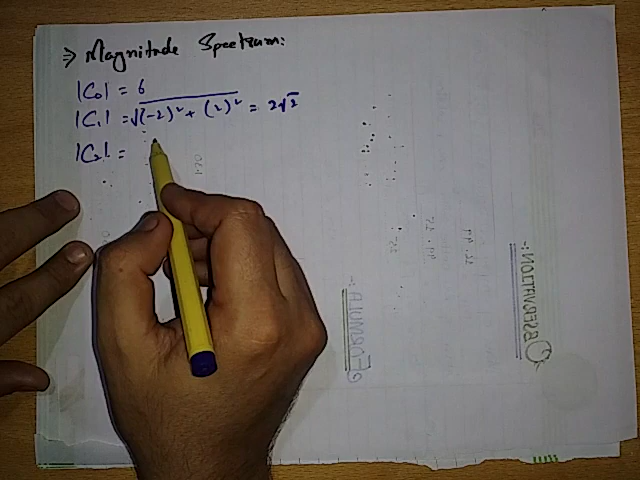 ⇒ Magnitude Spectrum:
|C₀| = 6
|C₁| = √(-2)² + (2)² = 2√2
|C₂| =